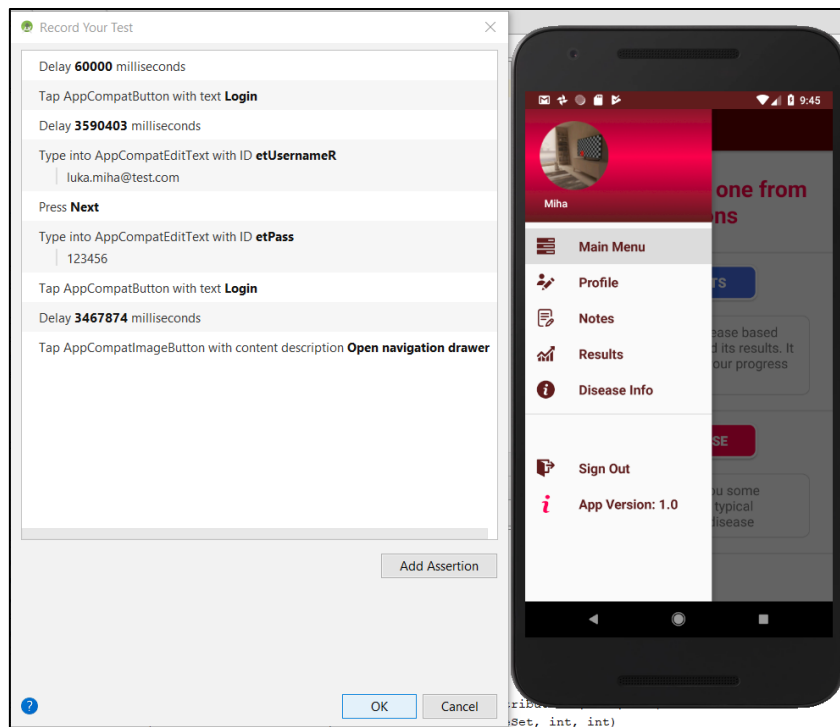 Record Your Test
Delay 60000 milliseconds
Tap AppCompatButton with text Login
Delay 3590403 milliseconds
Type into AppCompatEditText with ID etUsernameR
luka.miha@test.com
Press Next
Type into AppCompatEditText with ID etPass
123456
Tap AppCompatButton with text Login
Delay 3467874 milliseconds
Tap AppCompatImageButton with content description Open navigation drawer
Add Assertion
?
OK
Cancel
9:45
Miha
Main Menu
Profile
Notes
Results
Disease Info
Sign Out
App Version: 1.0
one from
ns
TS
ease based
d its results. It
our progress
SE
ou some
typical
disease
eSet, int, int)